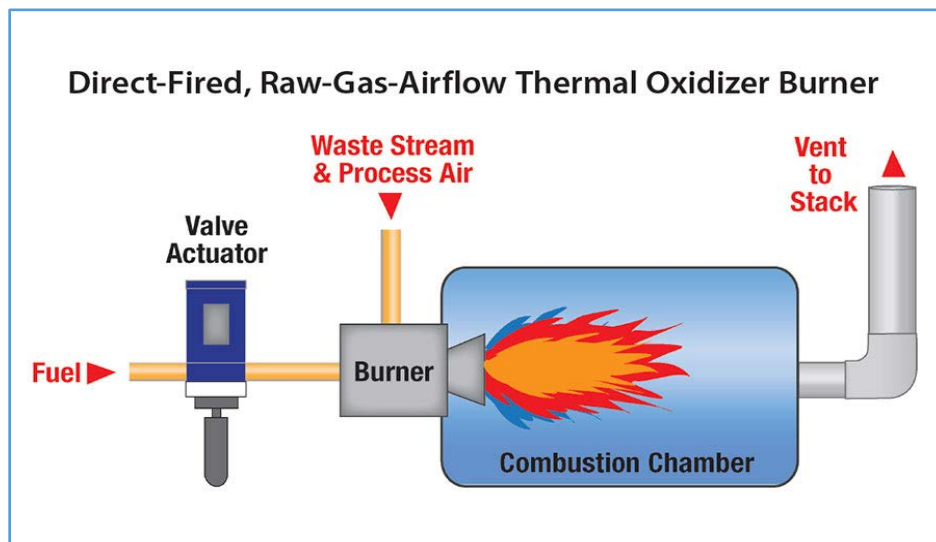 Direct-Fired, Raw-Gas-Airflow Thermal Oxidizer Burner
Waste Stream
& Process Air
Vent
to
Stack
Valve
Actuator
Fuel
Burner
Combustion Chamber